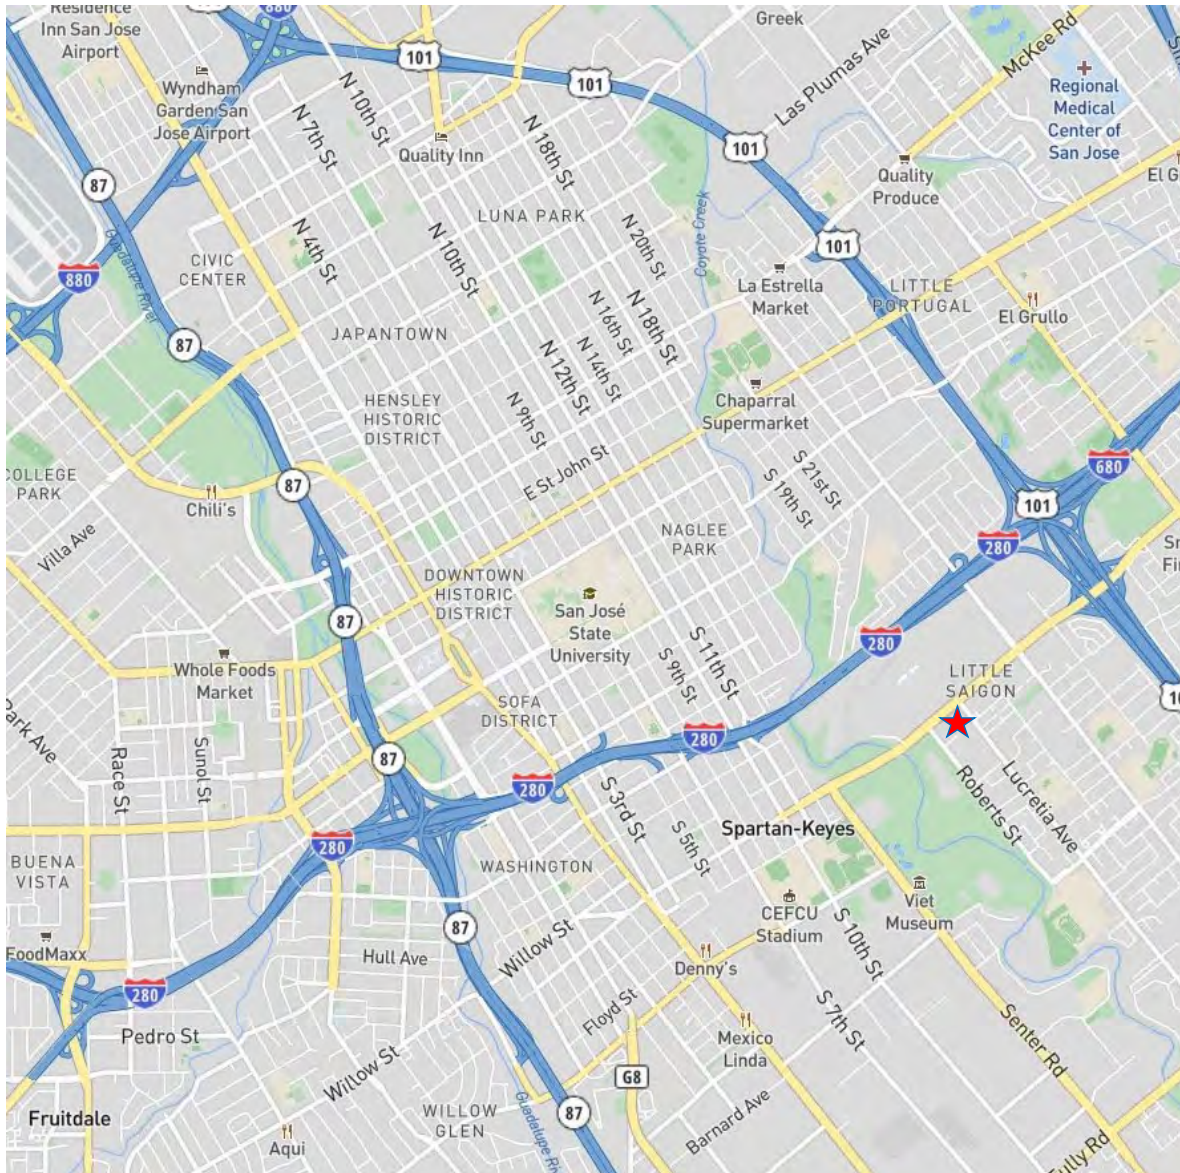 Residence
Inn San Jose
Airport
880
Greek
McKee Rd
101
101
Las Plumas Ave
Wyndham
Garden San
Jose Airport
N 10th St
N 7th St
Quality Inn
N 18th St
Regional
Medical
Center of
San Jose
101
87
Quality
Produce
El G
LUNA PARK
N 4th St
N 10th St
N 20th St
Coyote Creek
Guadalupe River
101
880
CIVIC
CENTER
La Estrella
Market
LITTLE
PORTUGAL
El Grullo
87
JAPANTOWN
N 16th St
N 18th St
N 14th St
N 12th St
N 9th St
HENSLEY
HISTORIC
DISTRICT
Chaparral
Supermarket
E St John St
S 21st St
S 19th St
680
COLLEGE
PARK
87
Chili's
101
Villa Ave
NAGLEE
PARK
280
DOWNTOWN
HISTORIC
DISTRICT
San José
State
University
87
280
Whole Foods
Market
S 11th St
S 9th St
LITTLE
SAIGON
SOFA
DISTRICT
Park Ave
Race St
Sunol St
280
87
280
Lucretia Ave
Roberts St
S 3rd St
S 5th St
Spartan-Keyes
280
BUENA
VISTA
WASHINGTON
CEFCU
Stadium
Viet
Museum
87
FoodMaxx
Hull Ave
Willow St
Denny's
S 10th St
280
Floyd St
S 7th St
Senter Rd
Pedro St
Mexico
Linda
Willow St
G8
Fruitdale
WILLOW
GLEN
87
Barnard Ave
Aqui
Guadalupe Riv
Tully Rd